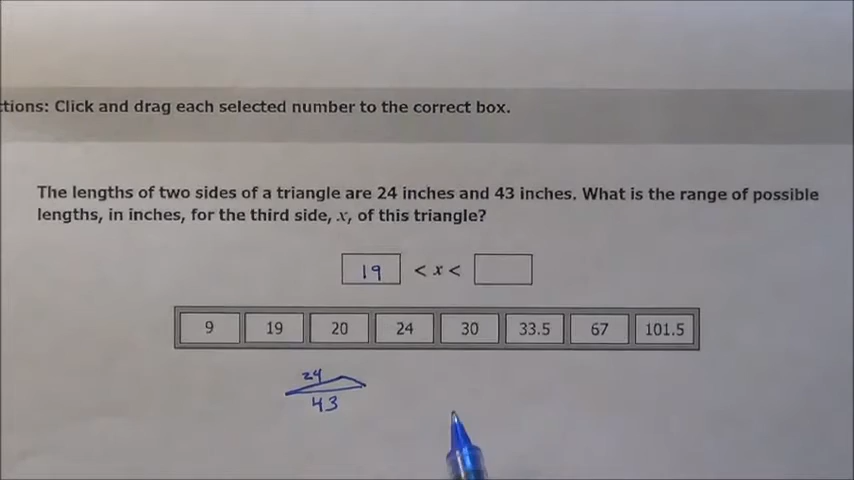 tions: Click and drag each selected number to the correct box.
The lengths of two sides of a triangle are 24 inches and 43 inches. What is the range of possible
lengths, in inches, for the third side, x, of this triangle?
19 < x <
9 19 20 24 30 33.5 67 101.5
24
43